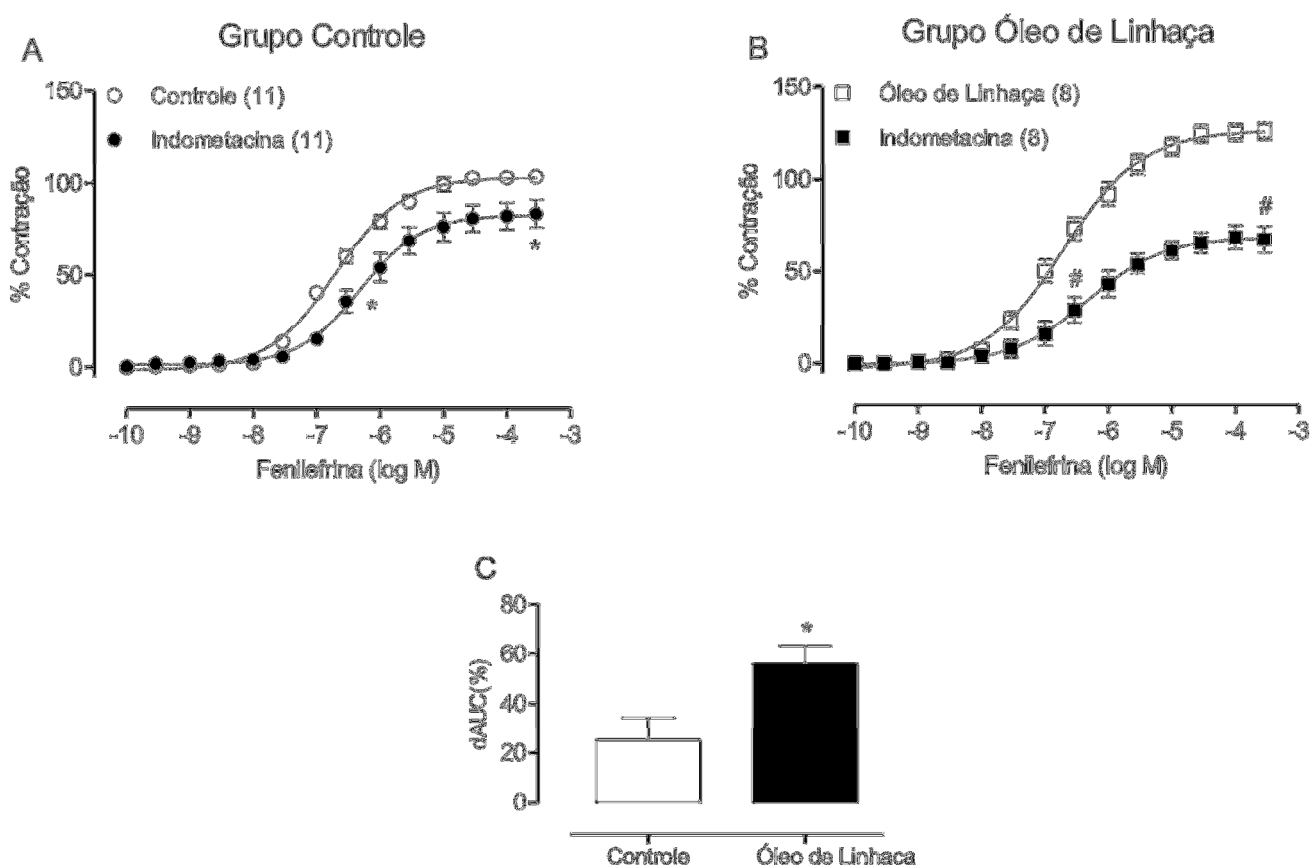 A
Grupo Controle
150
Controle (11)
Indometacina (11)
100
50
0
% Contração
*
*
-10 -9 -8 -7 -6 -5 -4 -3
Fenilefrina (log M)
B
Grupo Óleo de Linhaça
150
Óleo de Linhaça (8)
Indometacina (8)
100
50
0
% Contração
#
#
-10 -9 -8 -7 -6 -5 -4 -3
Fenilefrina (log M)
C
80
60
40
20
0
dAUC(%)
*
Controle Óleo de Linhaca